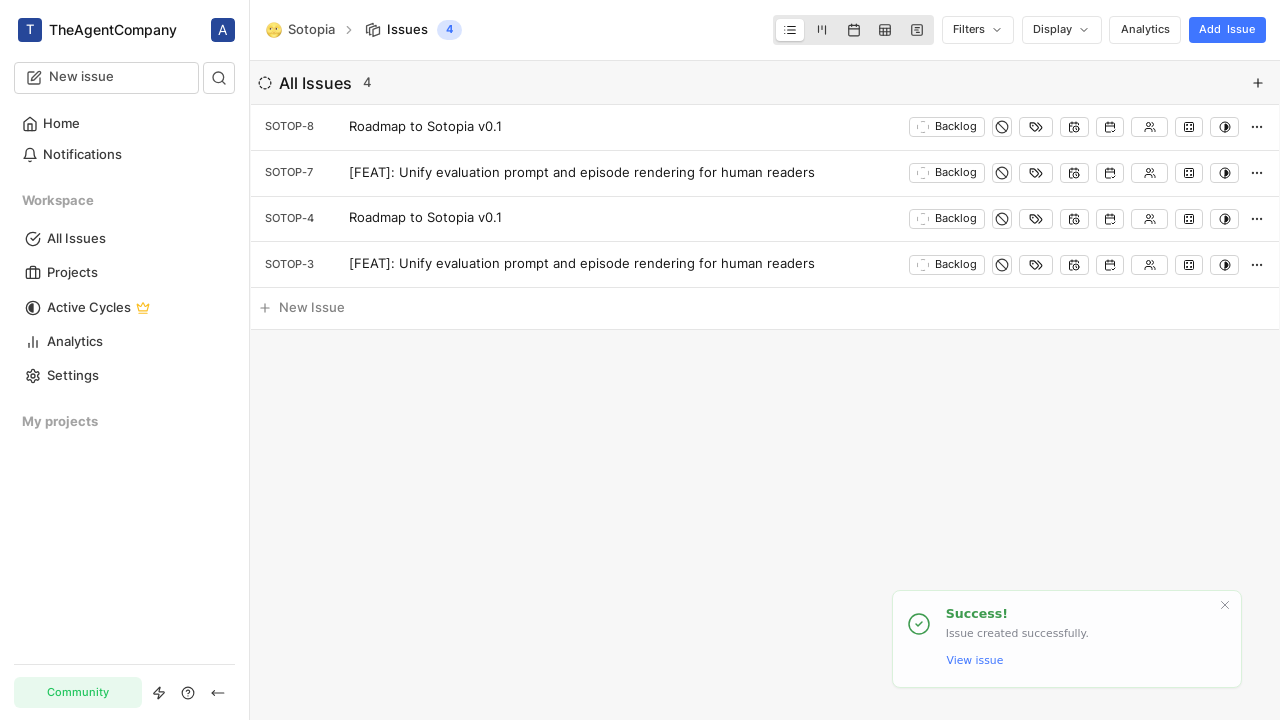 T TheAgentCompany A
New issue
Home
Notifications
Workspace
All Issues
Projects
Active Cycles
Analytics
Settings
My projects
Community
Sotopia Issues 4
Filters Display Analytics Add Issue
All Issues 4
SOTOP-8 Roadmap to Sotopia v0.1 Backlog
SOTOP-7 [FEAT]: Unify evaluation prompt and episode rendering for human readers Backlog
SOTOP-4 Roadmap to Sotopia v0.1 Backlog
SOTOP-3 [FEAT]: Unify evaluation prompt and episode rendering for human readers Backlog
New Issue
Success!
Issue created successfully.
View issue